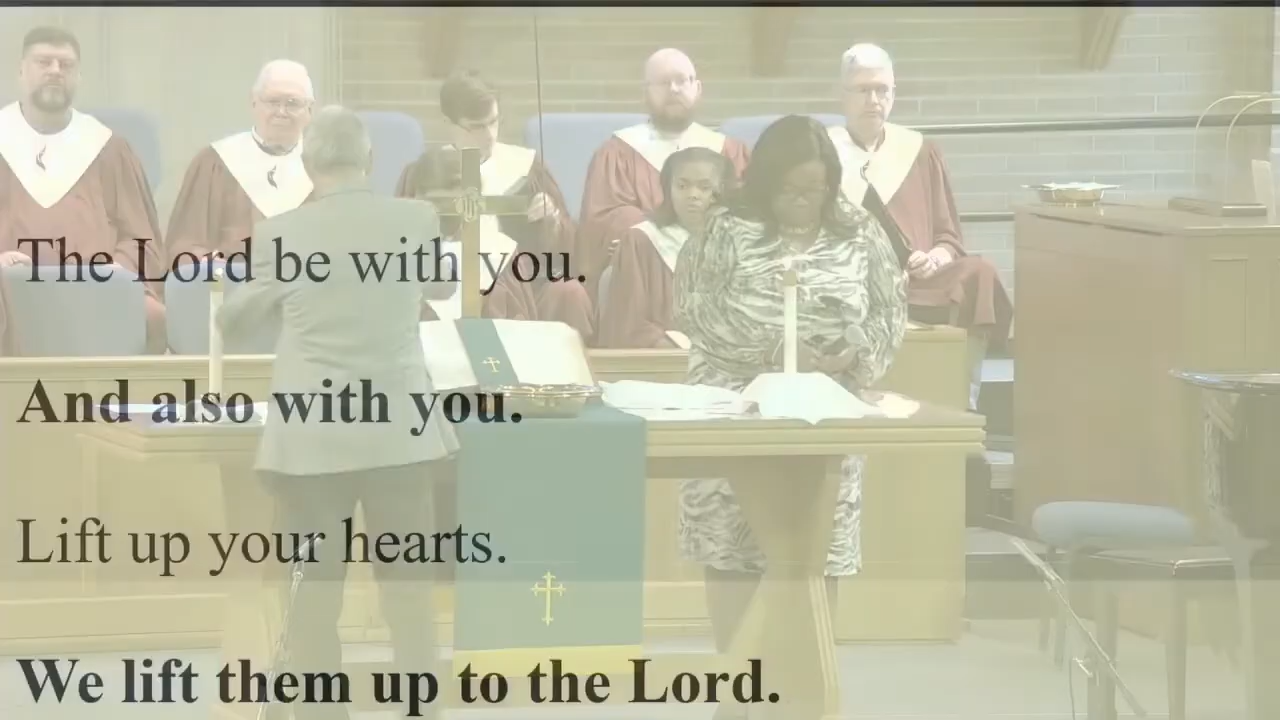 The Lord be with you.
And also with you.
Lift up your hearts.
We lift them up to the Lord.